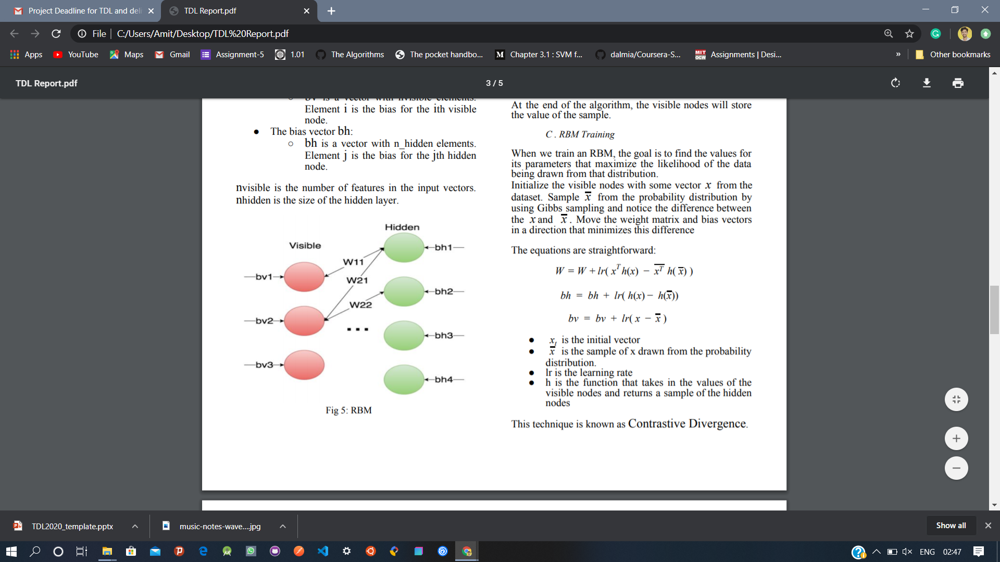 Project Deadline for TDL and deli
TDL Report.pdf
File
C:/Users/Amit/Desktop/TDL%20Report.pdf
Apps
YouTube
Maps
Gmail
Assignment-5
1.01
The Algorithms
The pocket handbo...
M
Chapter 3.1 : SVM f...
dalmia/Coursera-S...
MIT
OCW
Assignments | Desi...
»
Other bookmarks
TDL Report.pdf
3 / 5
○ bv is a vector with nvisible elements.
Element i is the bias for the ith visible
node.
● The bias vector bh:
○ bh is a vector with n_hidden elements.
Element j is the bias for the jth hidden
node.
nvisible is the number of features in the input vectors.
nhidden is the size of the hidden layer.
Hidden
Visible
bh1
W11
bv1
W21
bh2
W22
bv2
...
bh3
bv3
bh4
Fig 5: RBM
At the end of the algorithm, the visible nodes will store
the value of the sample.
C . RBM Training
When we train an RBM, the goal is to find the values for
its parameters that maximize the likelihood of the data
being drawn from that distribution.
Initialize the visible nodes with some vector x from the
dataset. Sample x̅ from the probability distribution by
using Gibbs sampling and notice the difference between
the x and x̅ . Move the weight matrix and bias vectors
in a direction that minimizes this difference
The equations are straightforward:
W = W + lr( xᵀ h(x) − x̅ᵀ h( x̅) )
bh = bh + lr( h(x) − h(x̅))
bv = bv + lr( x − x̅ )
● xₜ is the initial vector
● x̅ is the sample of x drawn from the probability
distribution.
● lr is the learning rate
● h is the function that takes in the values of the
visible nodes and returns a sample of the hidden
nodes
This technique is known as Contrastive Divergence.
TDL2020_template.pptx
music-notes-wave....jpg
Show all
ENG
02:47